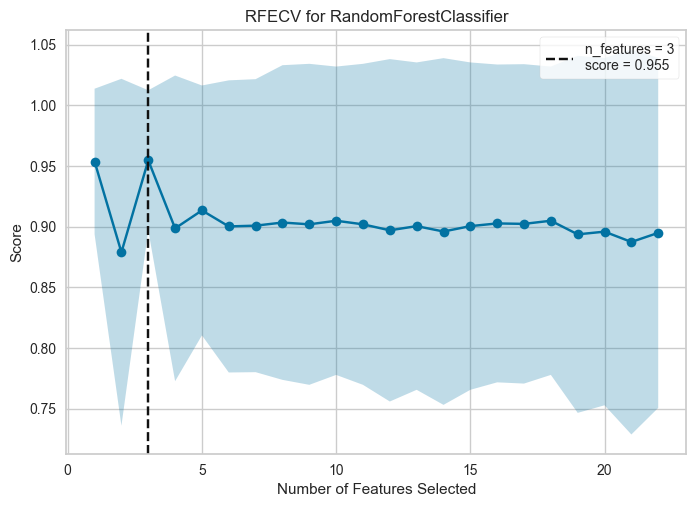 RFECV for RandomForestClassifier
n_features = 3
score = 0.955
Score
1.05
1.00
0.95
0.90
0.85
0.80
0.75
0 5 10 15 20
Number of Features Selected